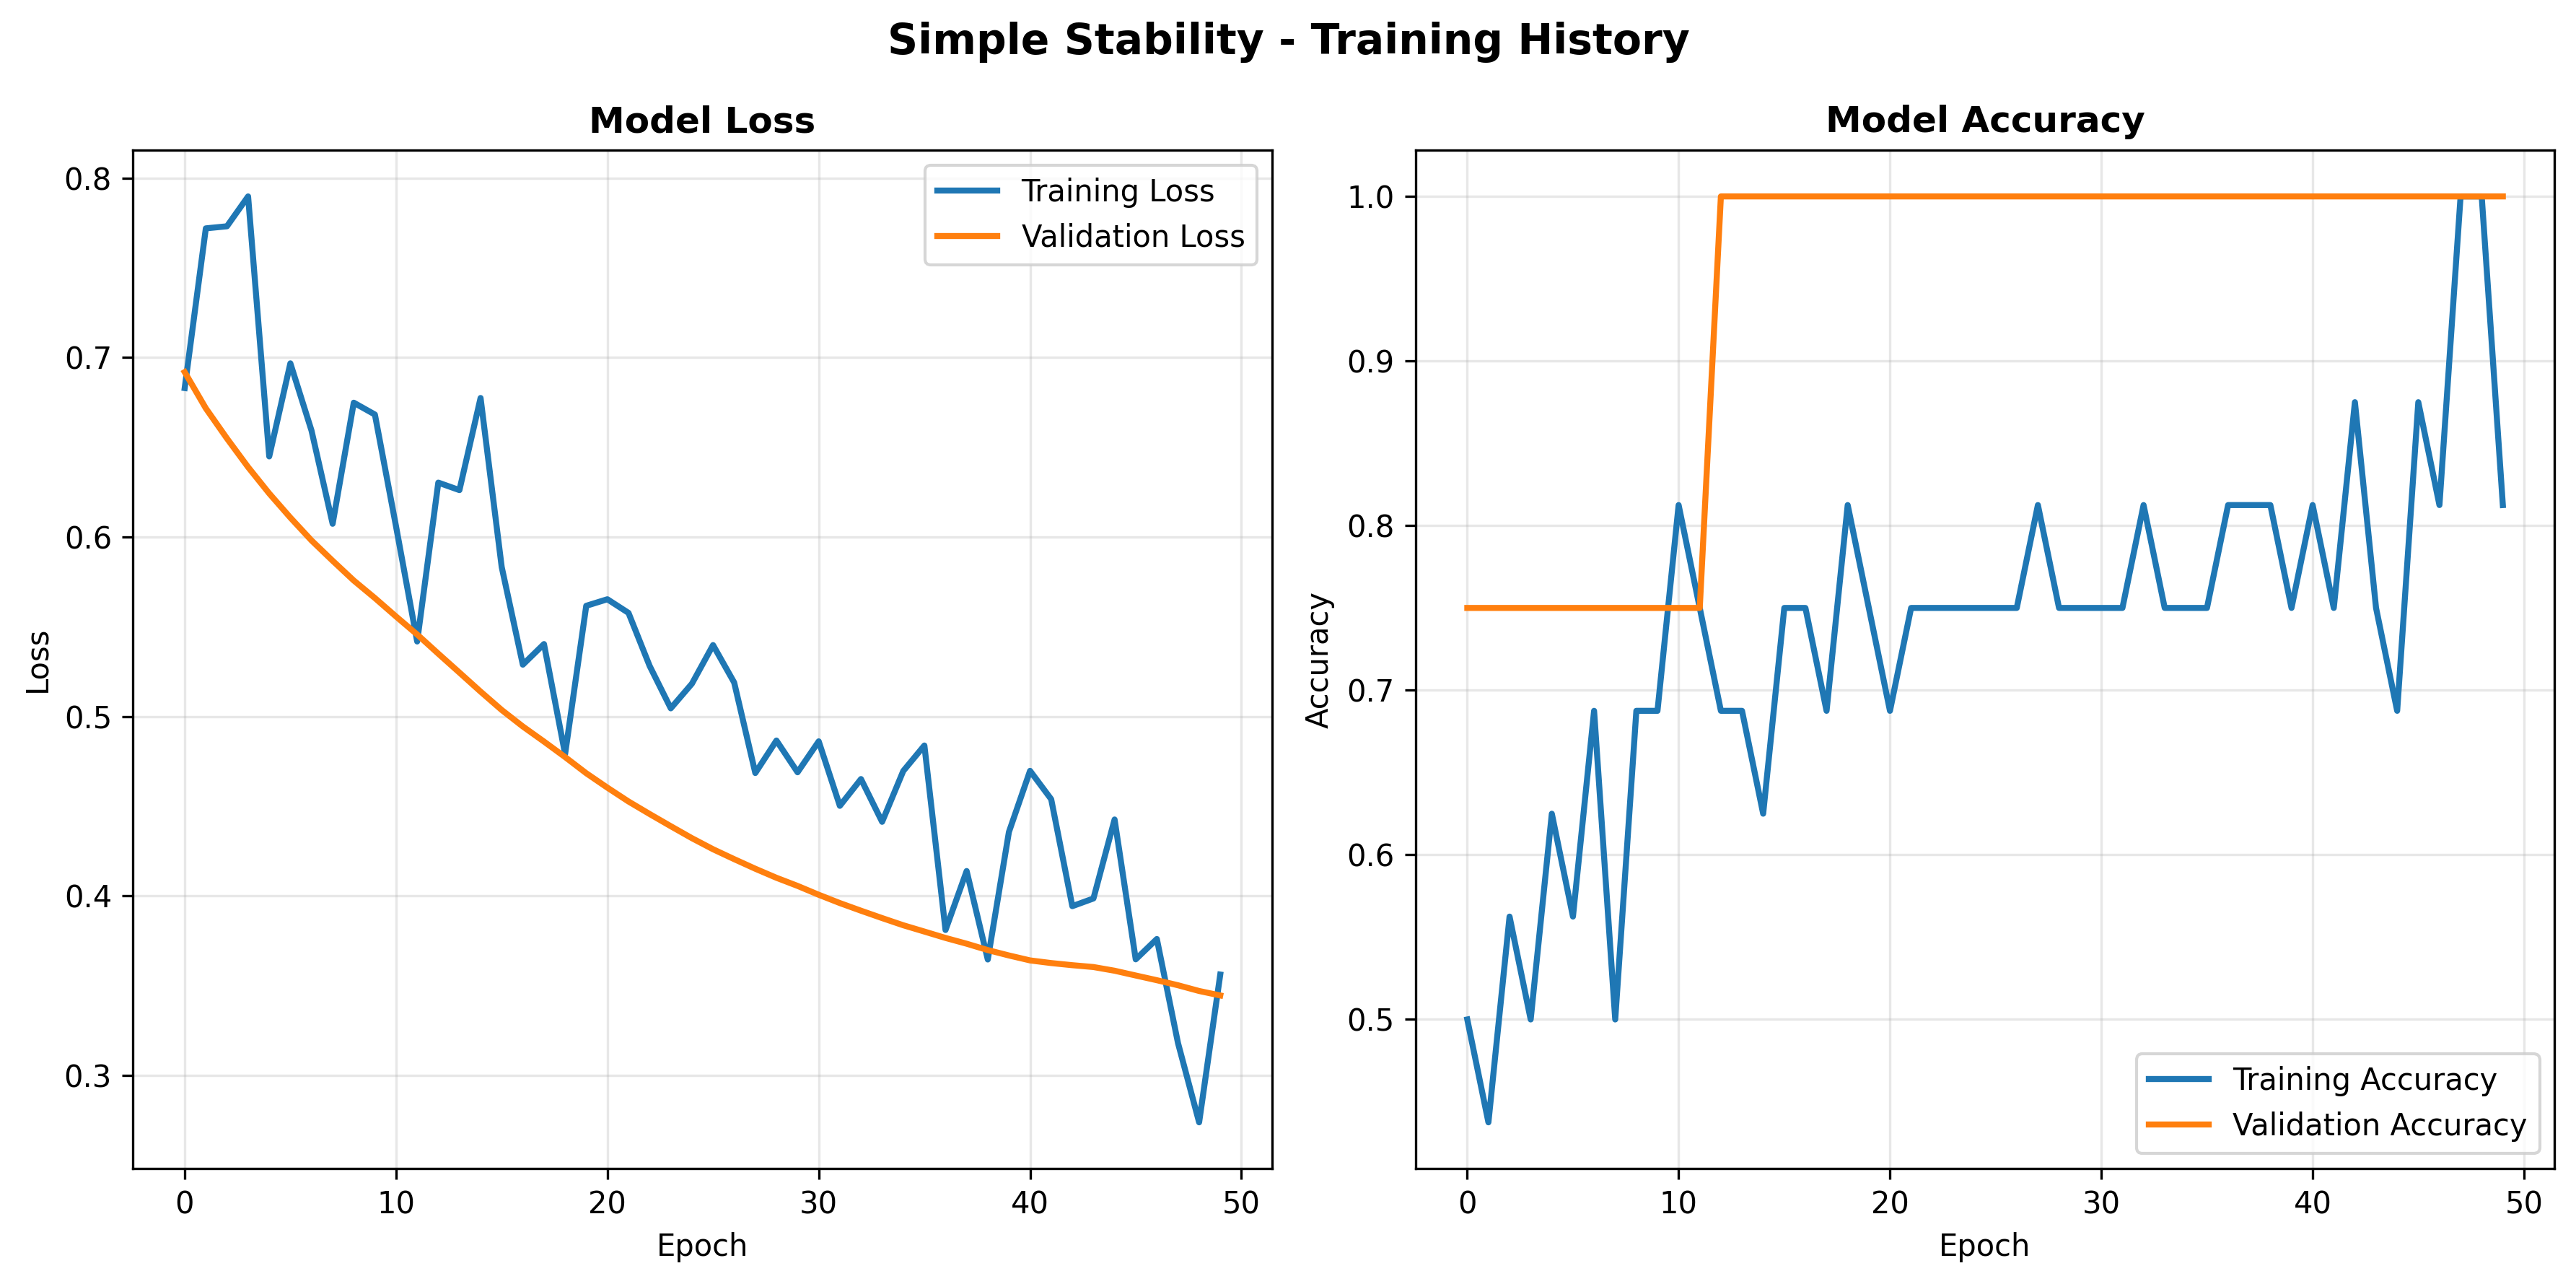 Simple Stability - Training History
Model Loss
0.8
0.7
0.6
0.5
0.4
0.3
Loss
0 10 20 30 40 50
Epoch
Training Loss
Validation Loss
Model Accuracy
1.0
0.9
0.8
0.7
0.6
0.5
Accuracy
0 10 20 30 40 50
Epoch
Training Accuracy
Validation Accuracy